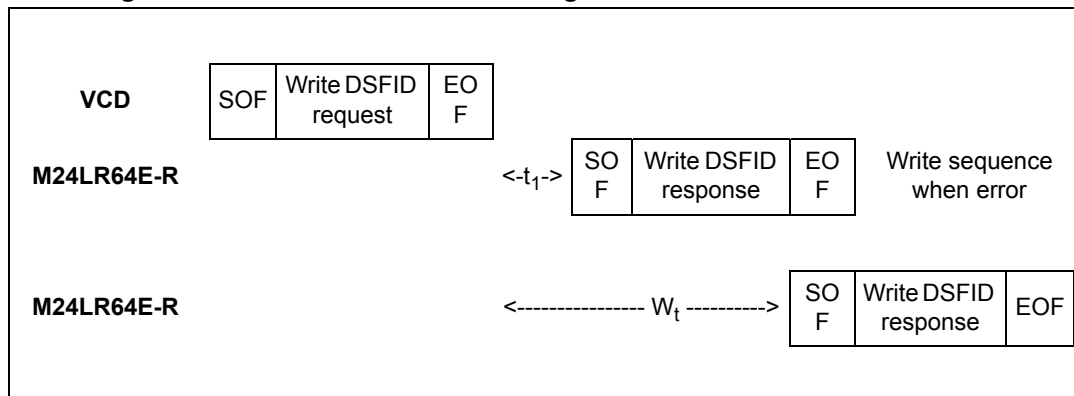 VCD
SOF
Write DSFID
request
EO
F
M24LR64E-R
<-t1->
SO
F
Write DSFID
response
EO
F
Write sequence
when error
M24LR64E-R
<---------------- Wt ---------->
SO
F
Write DSFID
response
EOF